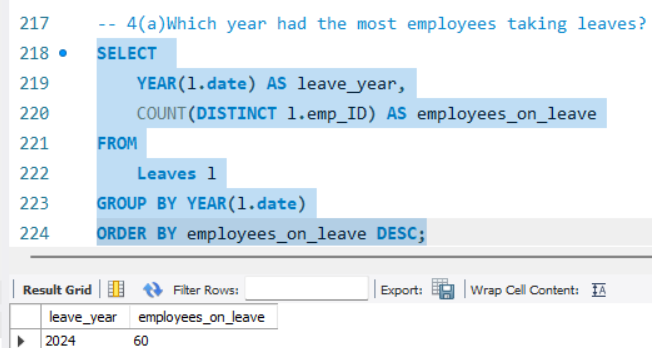 217 -- 4(a)Which year had the most employees taking leaves?
218 SELECT
219 YEAR(l.date) AS leave_year,
220 COUNT(DISTINCT l.emp_ID) AS employees_on_leave
221 FROM
222 Leaves l
223 GROUP BY YEAR(l.date)
224 ORDER BY employees_on_leave DESC;
Result Grid Filter Rows: Export: Wrap Cell Content: IA
leave_year employees_on_leave
2024 60